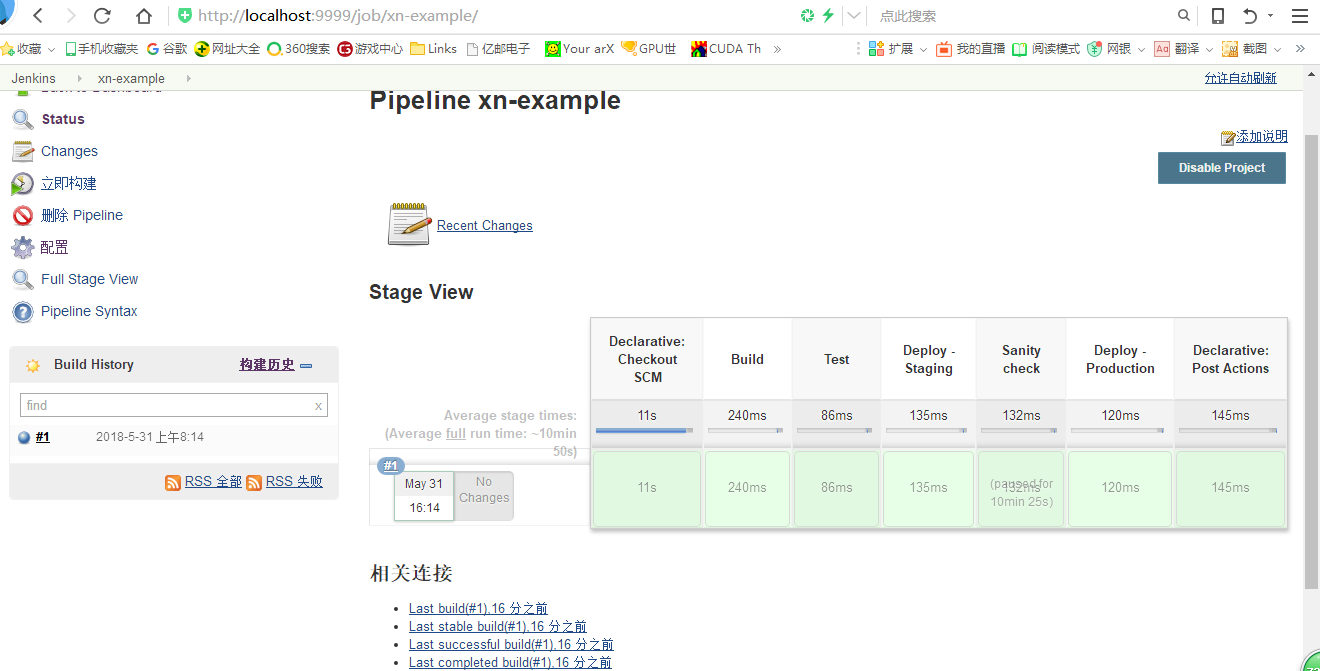 http://localhost:9999/job/xn-example/
点此搜索
收藏 手机收藏夹 谷歌 网址大全 360搜索 游戏中心 Links 亿邮电子 Your arX GPU世 CUDA Th » 扩展 我的直播 阅读模式 网银 Aa 翻译 截图 »
Jenkins xn-example 允许自动刷新
Back to Dashboard
Status
Changes
立即构建
删除 Pipeline
配置
Full Stage View
Pipeline Syntax
Build History 构建历史
find x
#1 2018-5-31 上午8:14
RSS 全部 RSS 失败
Pipeline xn-example
添加说明
Disable Project
Recent Changes
Stage View
Declarative: Checkout SCM
Build
Test
Deploy - Staging
Sanity check
Deploy - Production
Declarative: Post Actions
Average stage times:
(Average full run time: ~10min
50s)
11s 240ms 86ms 135ms 132ms 120ms 145ms
#1
May 31
16:14
No
Changes
11s 240ms 86ms 135ms 132ms 120ms 145ms
(paused for
10min 25s)
相关连接
Last build(#1),16 分之前
Last stable build(#1),16 分之前
Last successful build(#1),16 分之前
Last completed build(#1),16 分之前